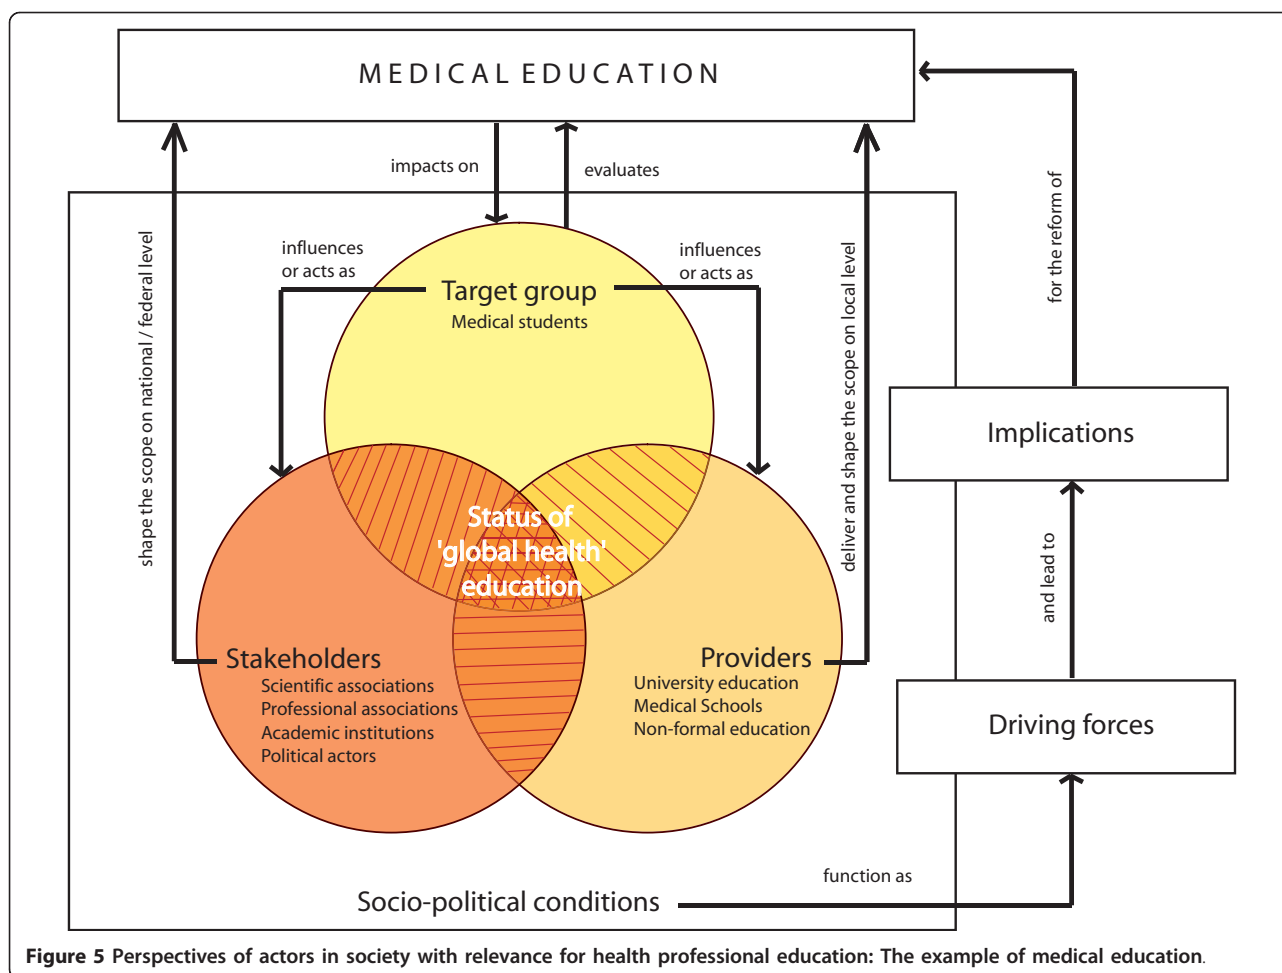 MEDICAL EDUCATION
impacts on
evaluates
influences
or acts as
influences
or acts as
Target group
Medical students
shape the scope on national / federal level
deliver and shape the scope on local level
for the reform of
Implications
Status of
'global health'
education
and lead to
Stakeholders
Scientific associations
Professional associations
Academic institutions
Political actors
Providers
University education
Medical Schools
Non-formal education
Driving forces
function as
Socio-political conditions
Figure 5 Perspectives of actors in society with relevance for health professional education: The example of medical education.